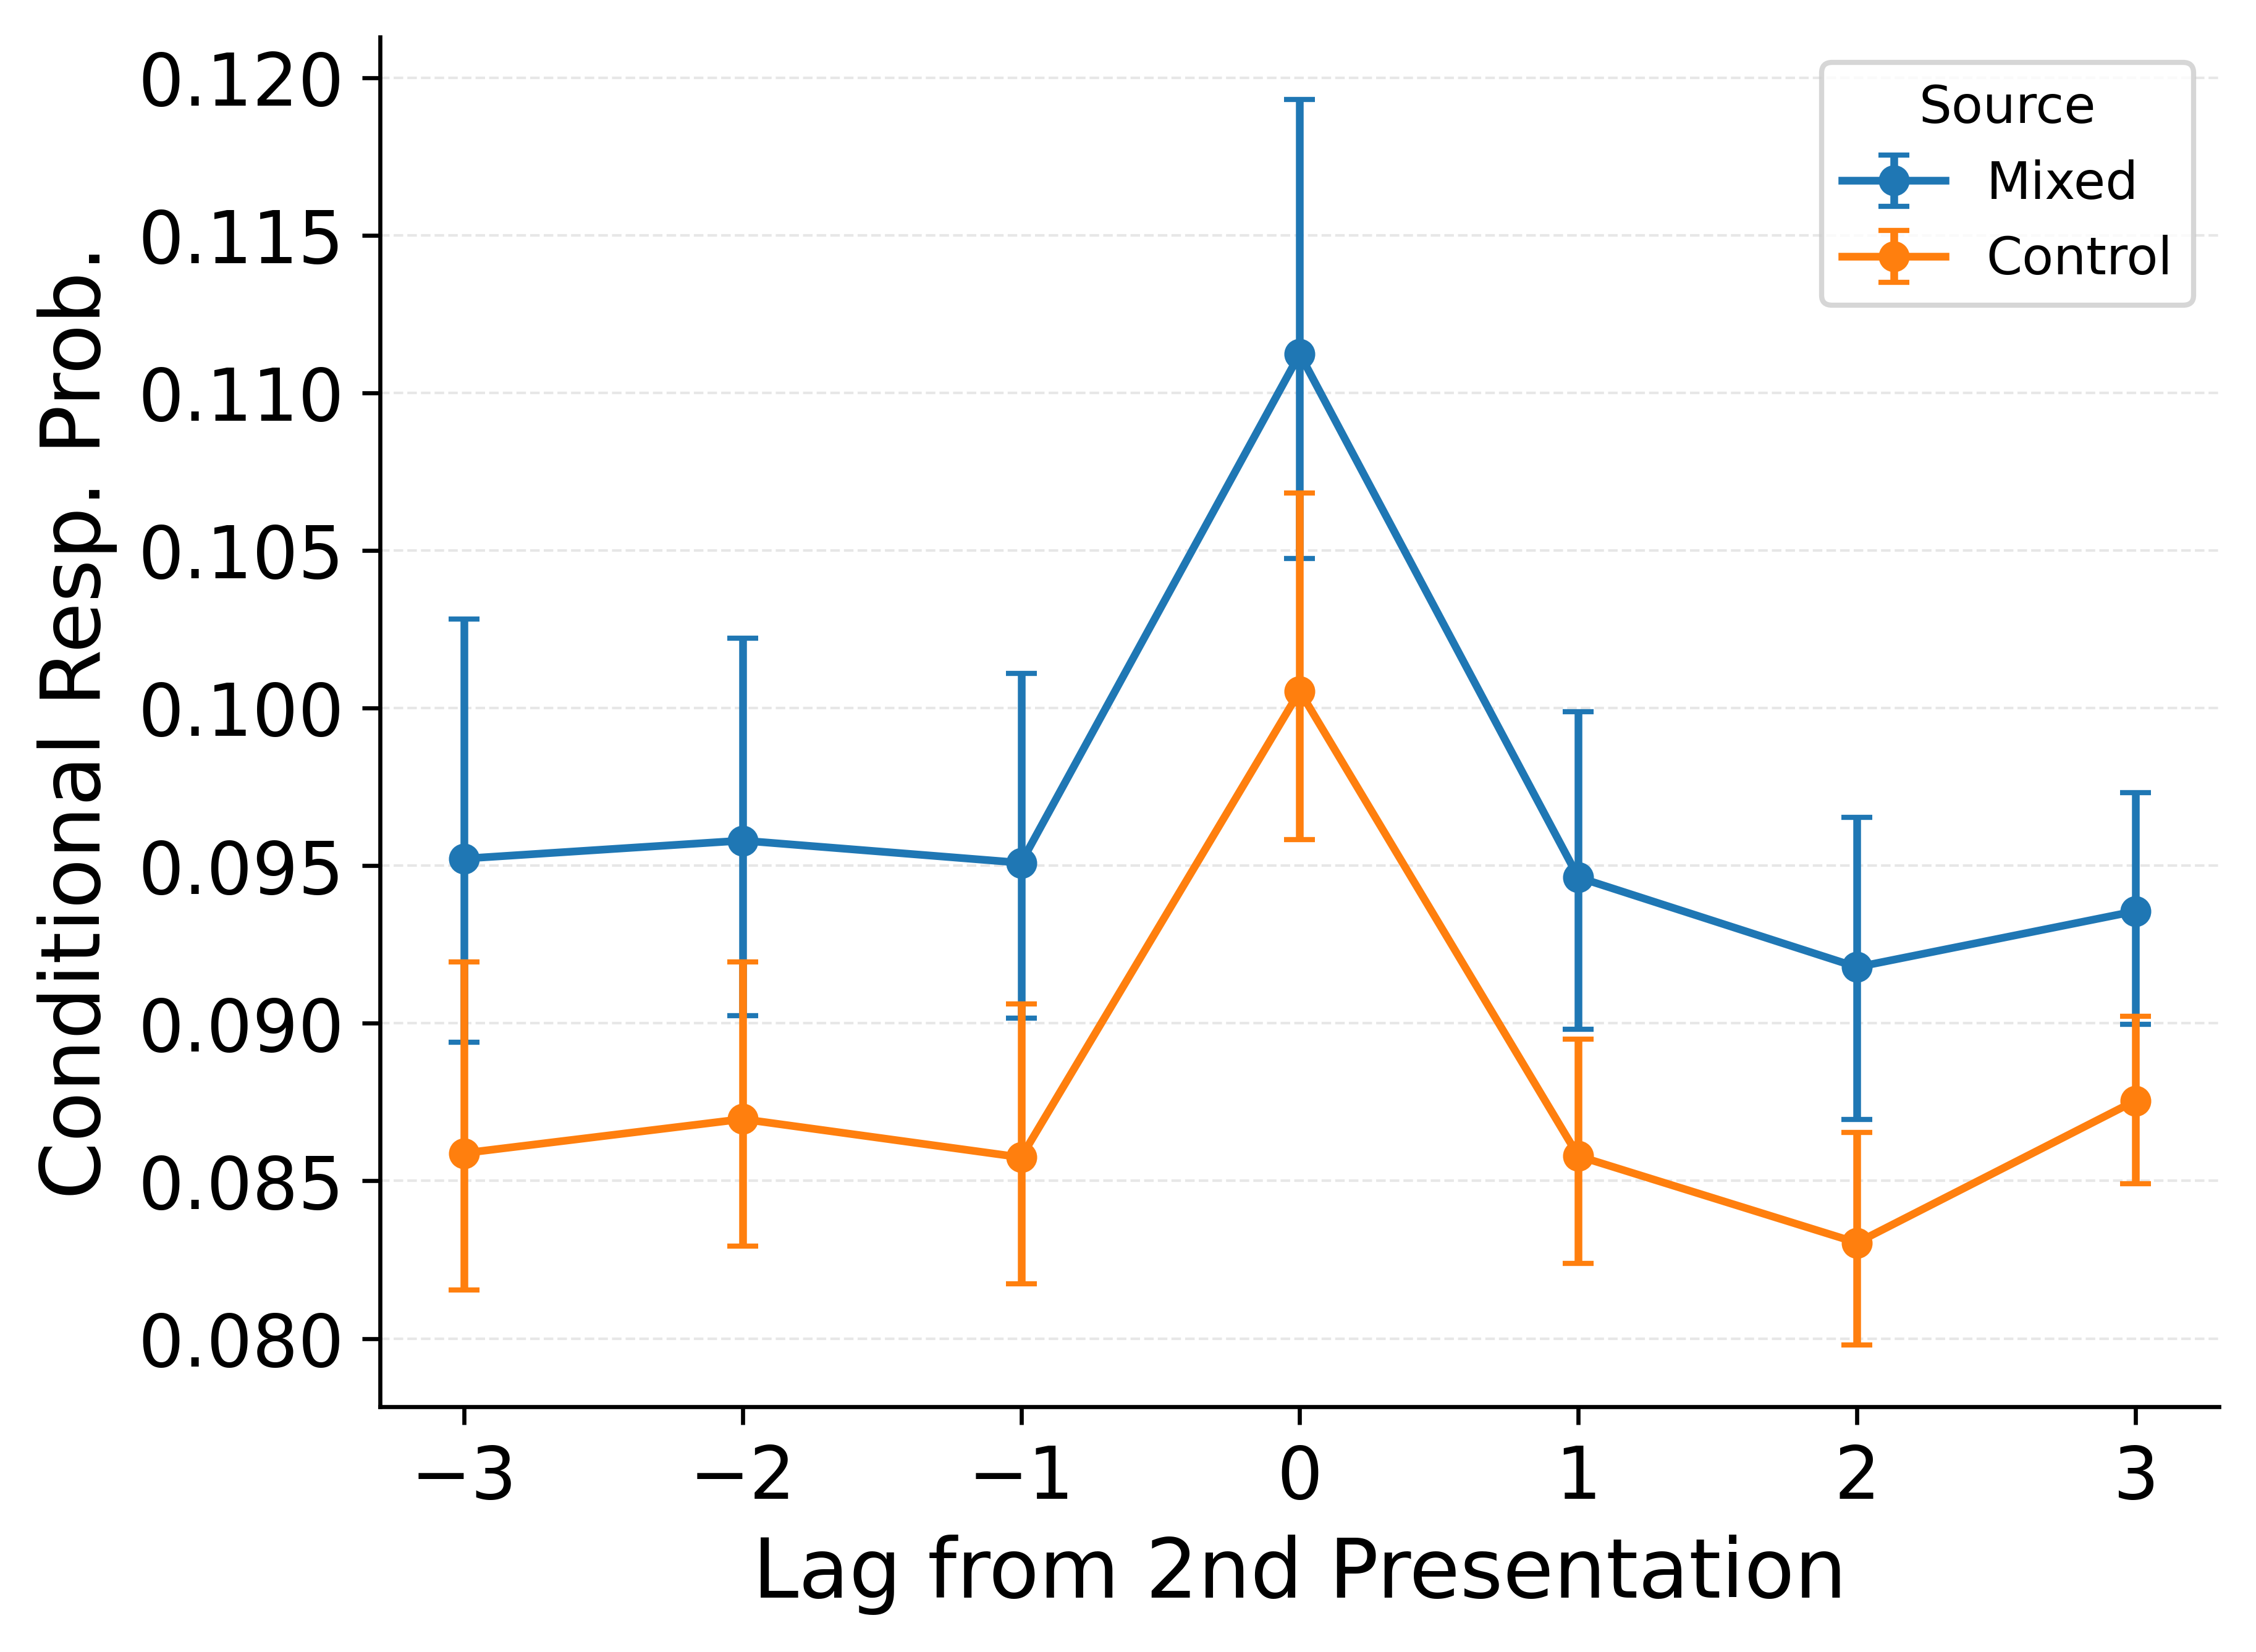 0.120
0.115
0.110
0.105
0.100
0.095
0.090
0.085
0.080
Conditional Resp. Prob.
Source
Mixed
Control
−3 −2 −1 0 1 2 3
Lag from 2nd Presentation